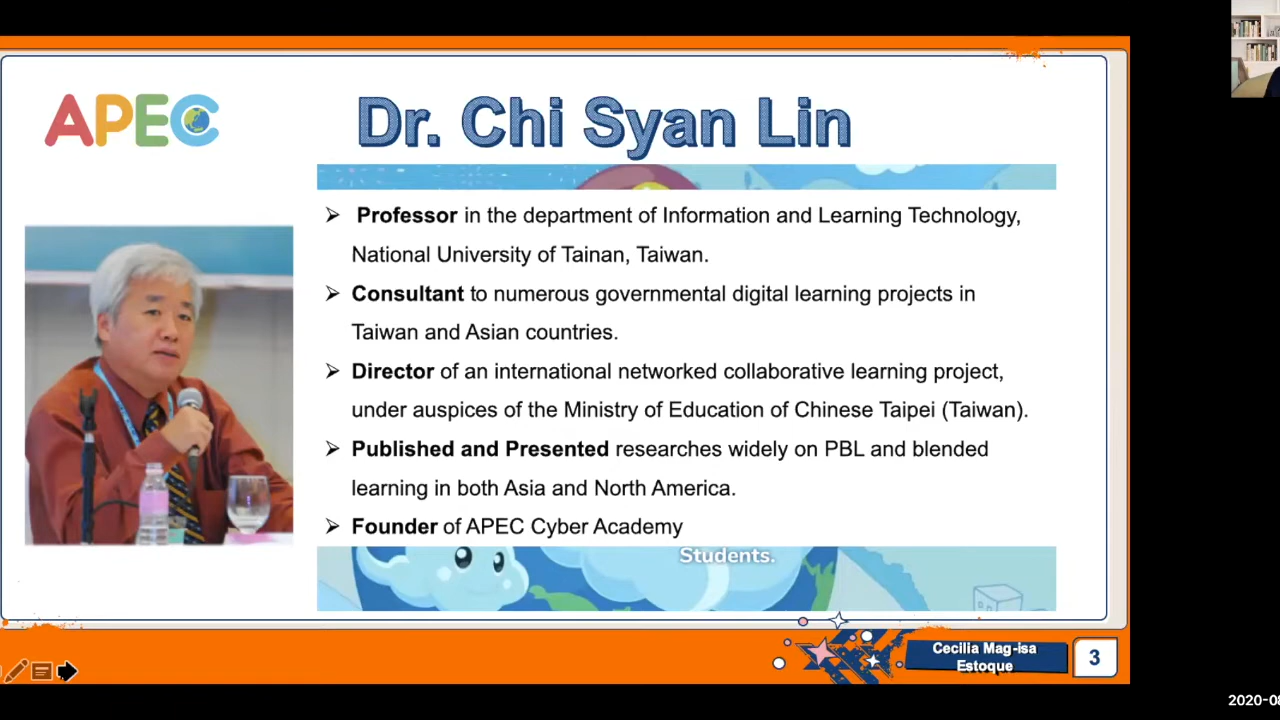 APEC
Dr. Chi Syan Lin
➢ Professor in the department of Information and Learning Technology,
National University of Tainan, Taiwan.
➢ Consultant to numerous governmental digital learning projects in
Taiwan and Asian countries.
➢ Director of an international networked collaborative learning project,
under auspices of the Ministry of Education of Chinese Taipei (Taiwan).
➢ Published and Presented researches widely on PBL and blended
learning in both Asia and North America.
➢ Founder of APEC Cyber Academy
Students.
Cecilia Mag-isa
Estoque
3
2020-0